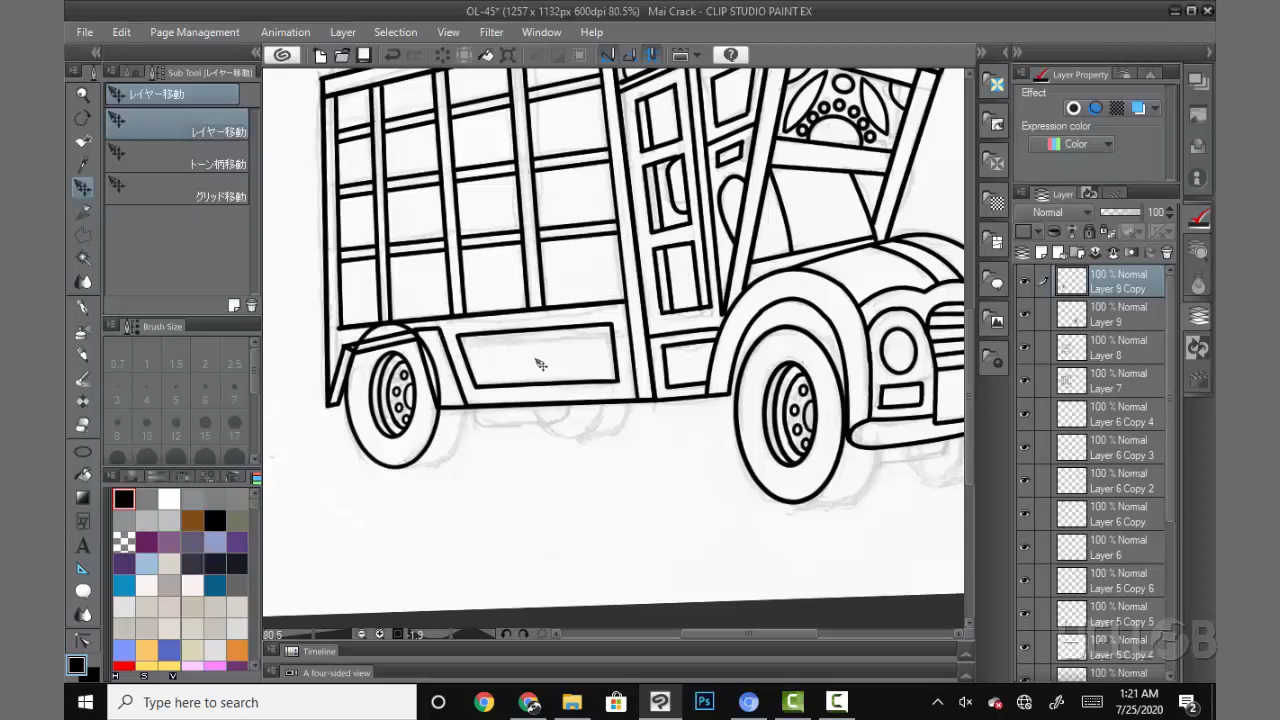 OL-45* (1257 x 1132px 600dpi 80.5%)  Mai Crack - CLIP STUDIO PAINT EX
File Edit Page Management Animation Layer Selection View Filter Window Help
Sub Tool [レイヤー移動]
レイヤー移動
レイヤー移動
トーン柄移動
グリッド移動
Brush Size
0.7 1 1.5 2 2.5 3
4 5 6 7
8 10 12 15 17
H S V
80.5 -1.9
Timeline
A four-sided view
Layer Property
Effect
Expression color
Color
Layer
Normal 100
100 % Normal
Layer 9 Copy
100 % Normal
Layer 9
100 % Normal
Layer 8
100 % Normal
Layer 7
100 % Normal
Layer 6 Copy 4
100 % Normal
Layer 6 Copy 3
100 % Normal
Layer 6 Copy 2
100 % Normal
Layer 6 Copy
100 % Normal
Layer 6
100 % Normal
Layer 5 Copy 6
100 % Normal
Layer 5 Copy 5
100 % Normal
Layer 5 Copy 4
100 % Normal
Type here to search
Ps
1:21 AM
7/25/2020
2